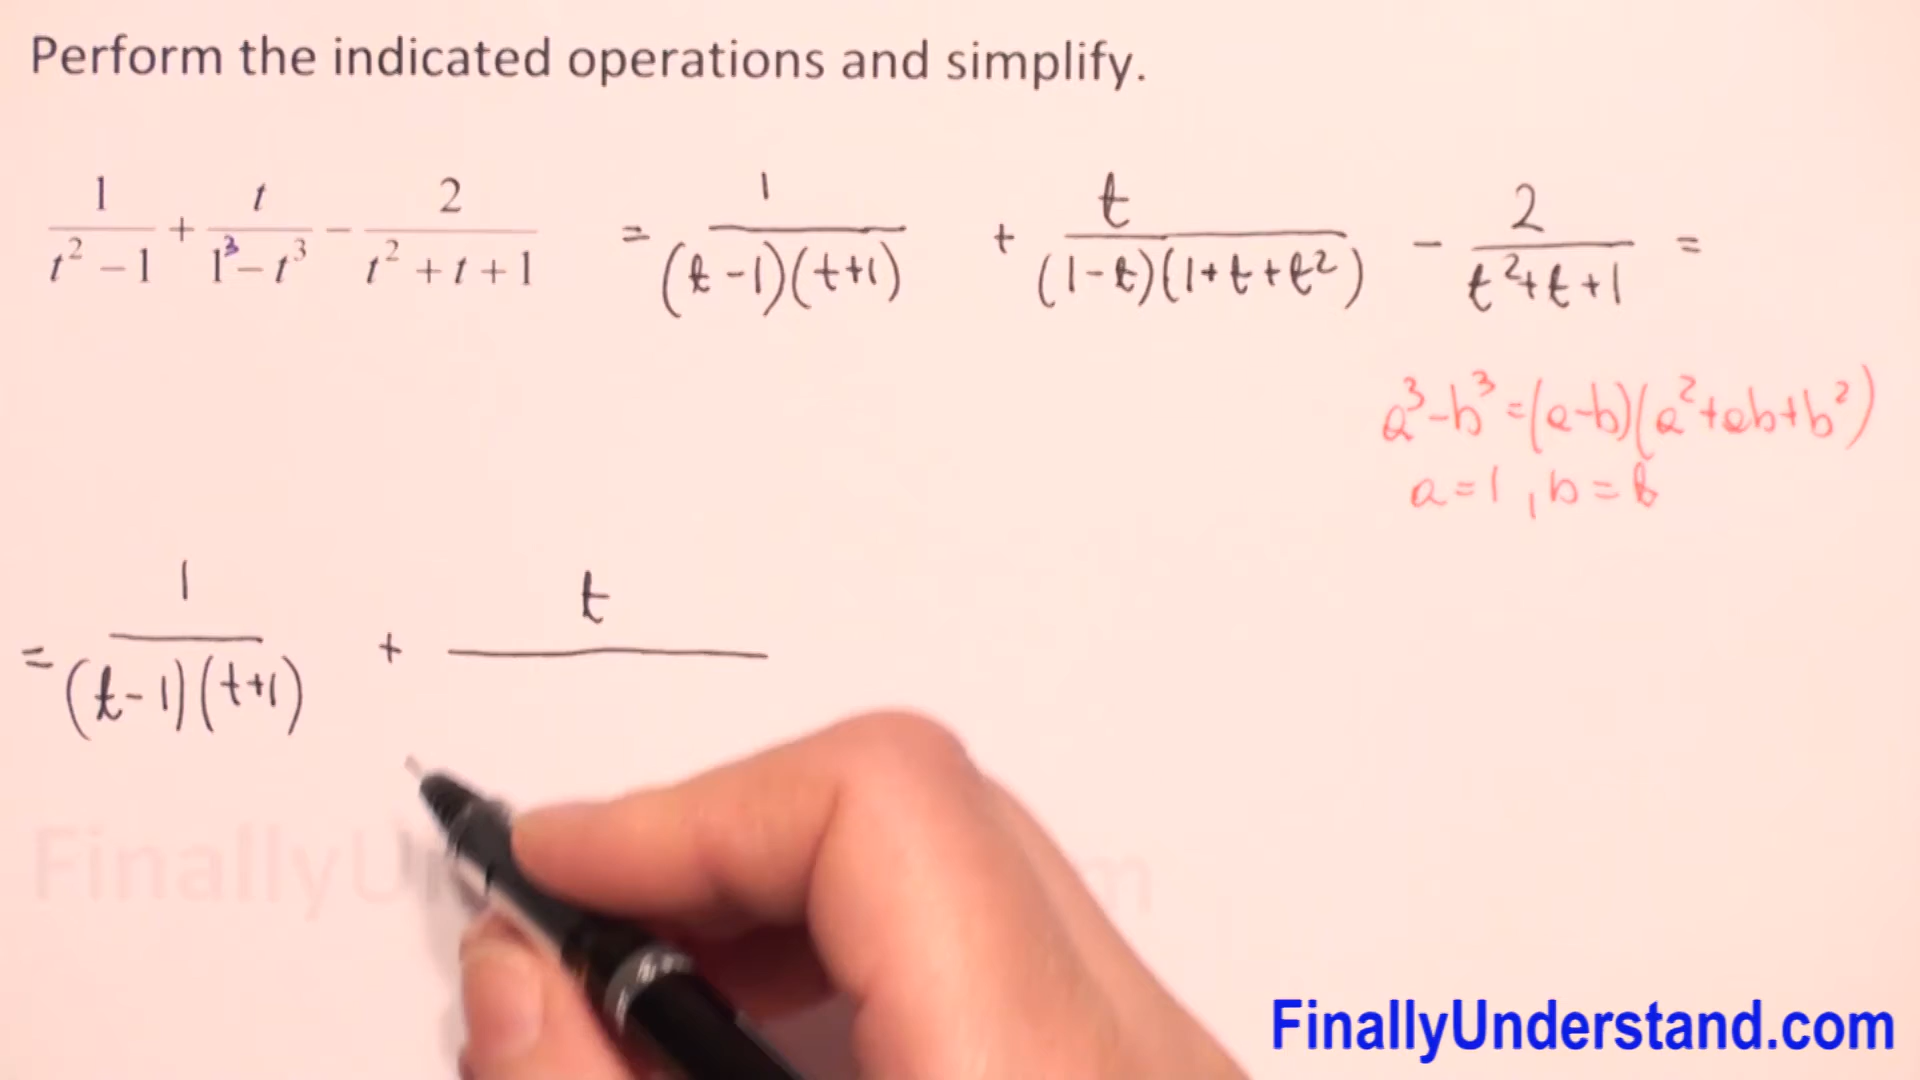 Perform the indicated operations and simplify.
1/(t² − 1) + t/(1³ − t³) − 2/(t² + t + 1) = 1/((t-1)(t+1)) + t/((1-t)(1+t+t²)) - 2/(t²+t+1) =
a³-b³=(a-b)(a²+ab+b²)
a=1, b=t
= 1/((t-1)(t+1)) + t/
FinallyUnderstand.com